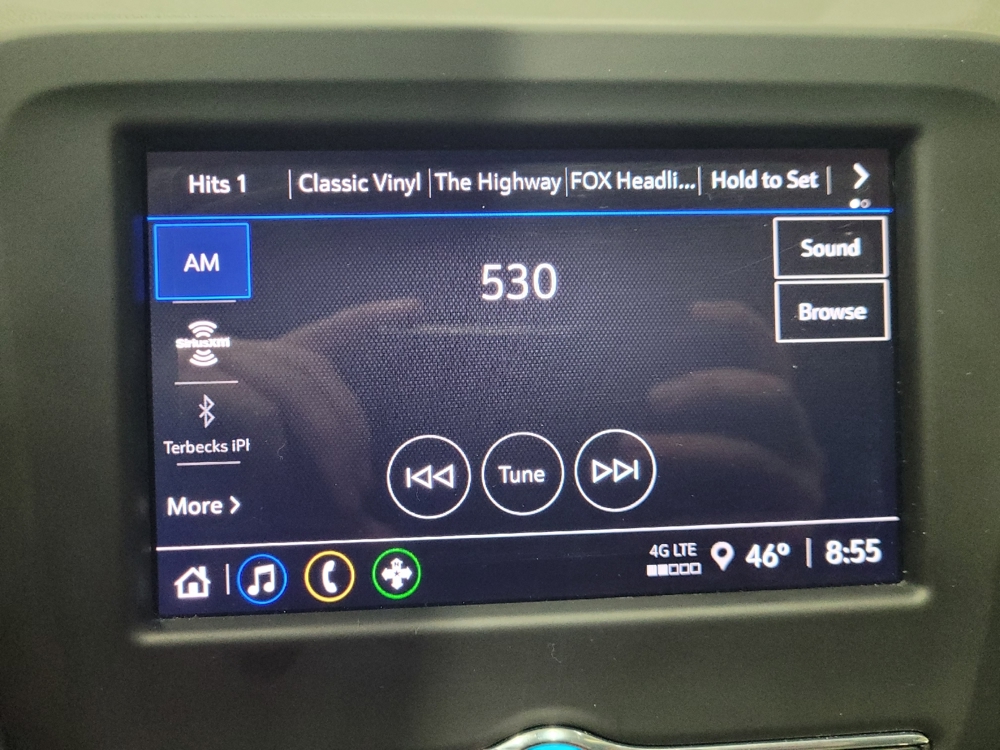 Hits 1 | Classic Vinyl | The Highway | FOX Headli... | Hold to Set |
AM
530
Sound
SiriusXM
Browse
Terbecks iPh
Tune
More >
4G LTE
46° | 8:55